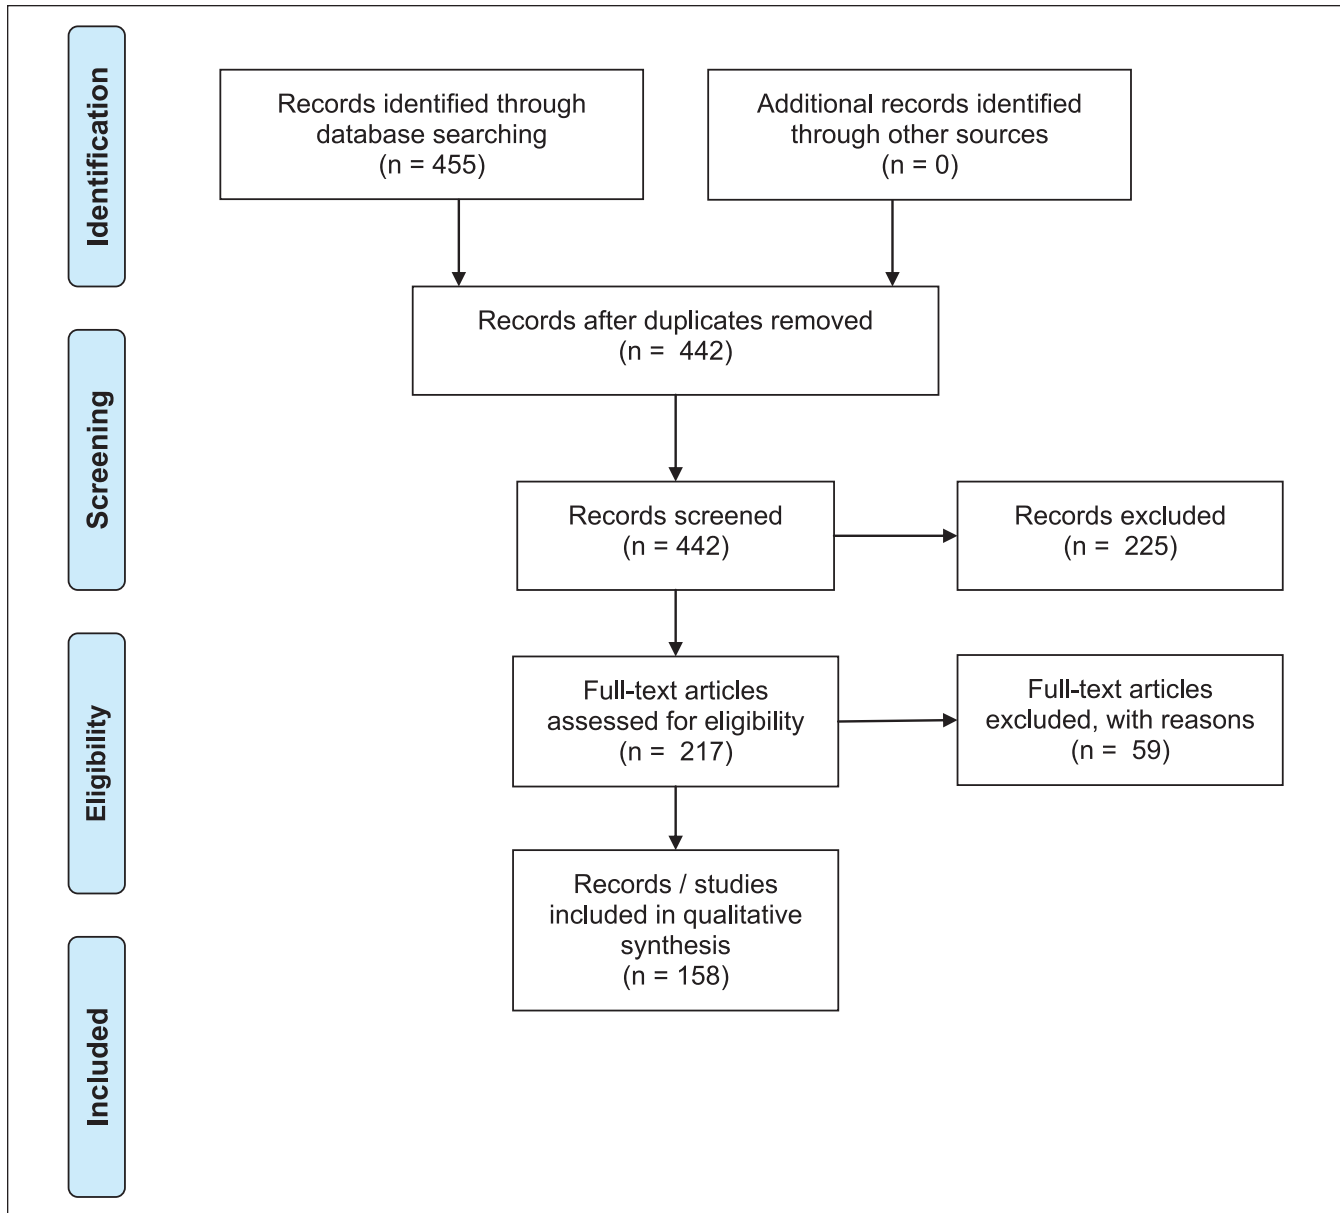 Identification
Records identified through
database searching
(n = 455)
Additional records identified
through other sources
(n = 0)
Records after duplicates removed
(n = 442)
Screening
Records screened
(n = 442)
Records excluded
(n = 225)
Eligibility
Full-text articles
assessed for eligibility
(n = 217)
Full-text articles
excluded, with reasons
(n = 59)
Records / studies
included in qualitative
synthesis
(n = 158)
Included